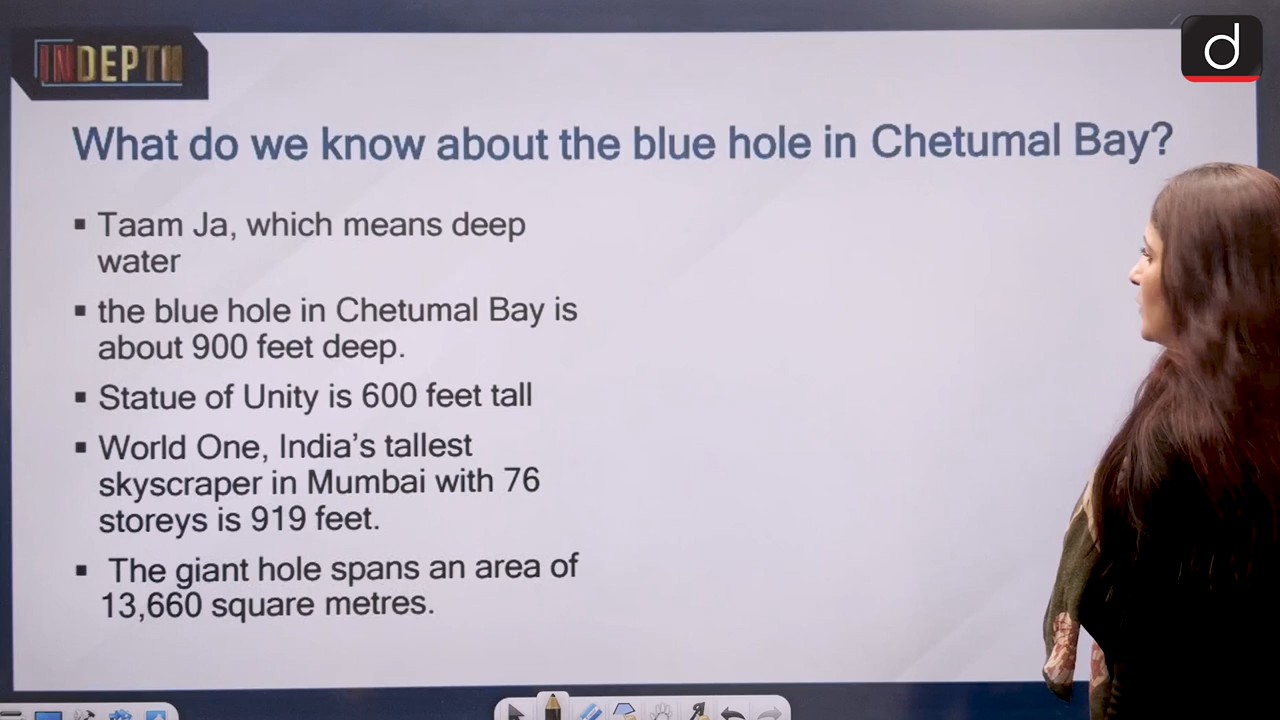 INDEPTH
d
What do we know about the blue hole in Chetumal Bay?
▪ Taam Ja, which means deep
water
▪ the blue hole in Chetumal Bay is
about 900 feet deep.
▪ Statue of Unity is 600 feet tall
▪ World One, India’s tallest
skyscraper in Mumbai with 76
storeys is 919 feet.
▪ The giant hole spans an area of
13,660 square metres.